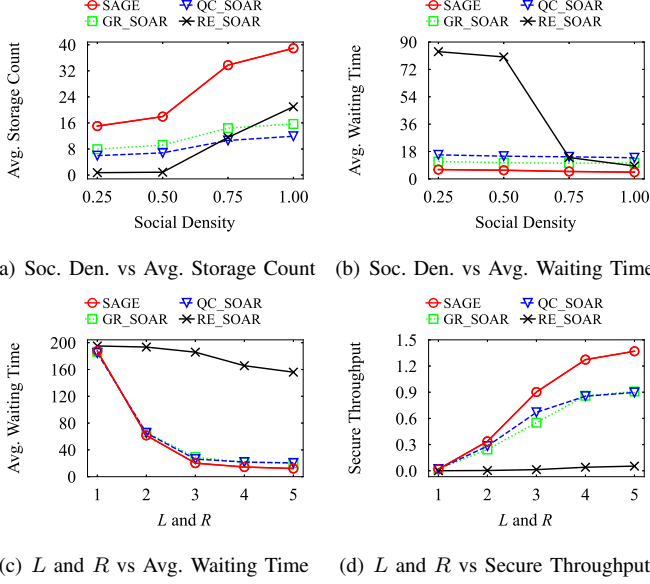 SAGE QC_SOAR
GR_SOAR RE_SOAR
Avg. Storage Count
40
32
24
16
8
0
0.25 0.50 0.75 1.00
Social Density
a) Soc. Den. vs Avg. Storage Count
SAGE QC_SOAR
GR_SOAR RE_SOAR
Avg. Waiting Time
90
72
54
36
18
0
0.25 0.50 0.75 1.00
Social Density
(b) Soc. Den. vs Avg. Waiting Time
SAGE QC_SOAR
GR_SOAR RE_SOAR
Avg. Waiting Time
200
160
120
80
40
0
1 2 3 4 5
L and R
(c) L and R vs Avg. Waiting Time
SAGE QC_SOAR
GR_SOAR RE_SOAR
Secure Throughput
1.5
1.2
0.9
0.6
0.3
0.0
1 2 3 4 5
L and R
(d) L and R vs Secure Throughput